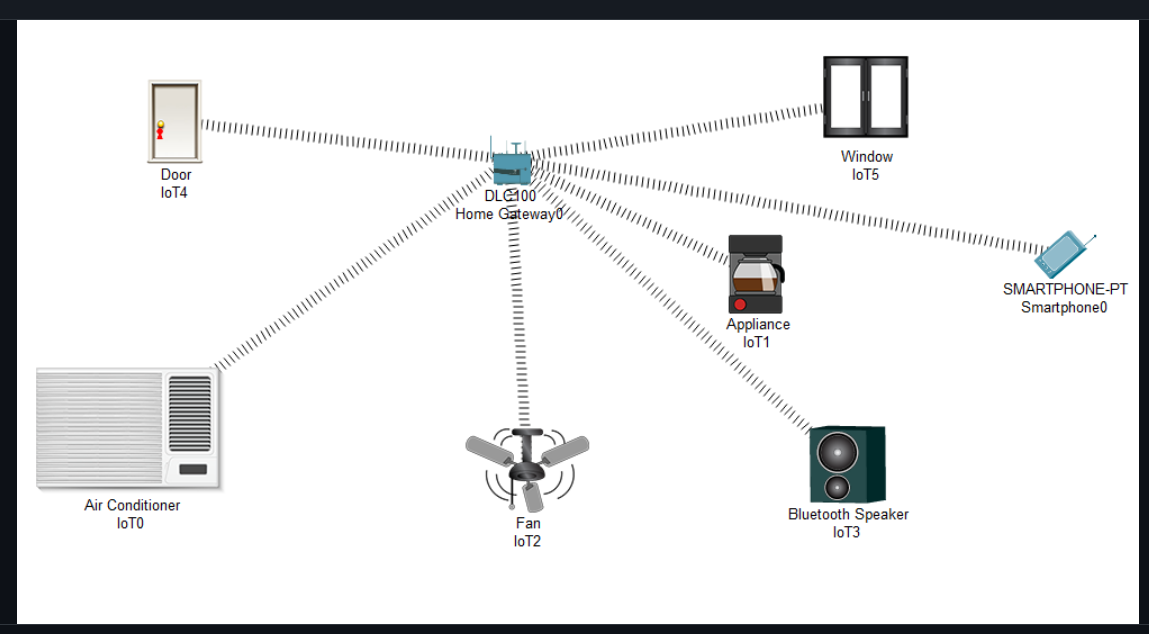 Door
IoT4
Window
IoT5
DLC100
Home Gateway0
SMARTPHONE-PT
Smartphone0
Appliance
IoT1
Air Conditioner
IoT0
Fan
IoT2
Bluetooth Speaker
IoT3